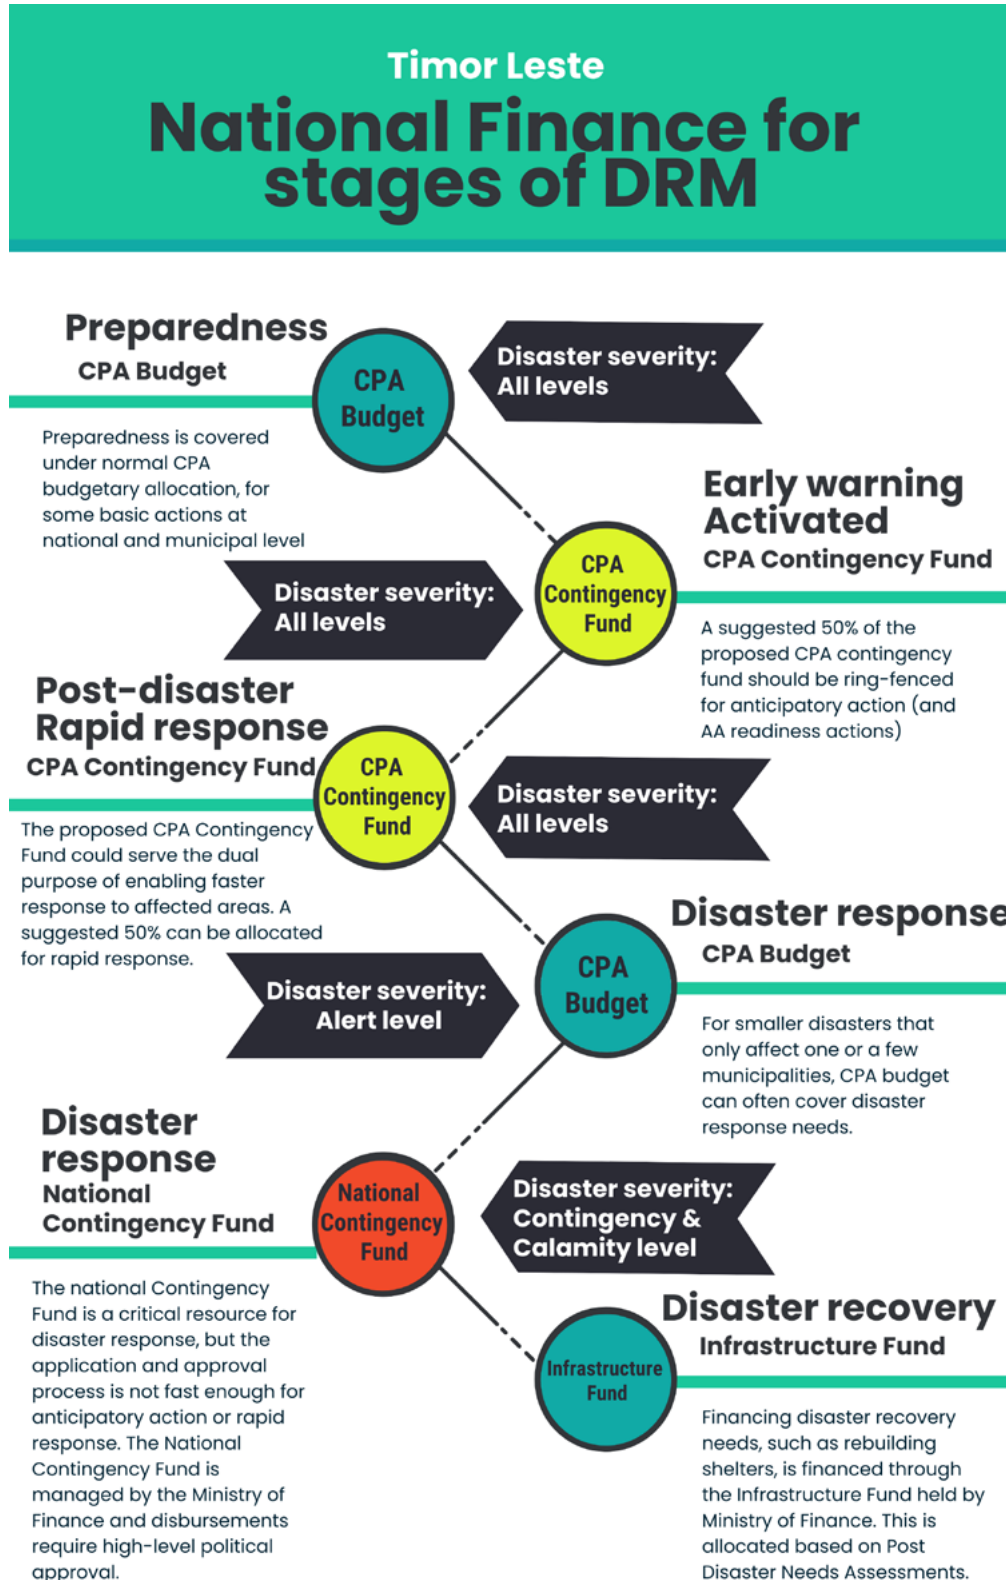 Timor Leste
National Finance for
stages of DRM
Preparedness
CPA Budget
CPA
Budget
Disaster severity:
All levels
Preparedness is covered
under normal CPA
budgetary allocation, for
some basic actions at
national and municipal level
Early warning
Activated
CPA Contingency Fund
CPA
Contingency
Fund
Disaster severity:
All levels
A suggested 50% of the
proposed CPA contingency
fund should be ring-fenced
for anticipatory action (and
AA readiness actions)
Post-disaster
Rapid response
CPA Contingency Fund
CPA
Contingency
Fund
Disaster severity:
All levels
The proposed CPA Contingency
Fund could serve the dual
purpose of enabling faster
response to affected areas. A
suggested 50% can be allocated
for rapid response.
Disaster response
CPA Budget
CPA
Budget
Disaster severity:
Alert level
For smaller disasters that
only affect one or a few
municipalities, CPA budget
can often cover disaster
response needs.
Disaster
response
National
Contingency Fund
National
Contingency
Fund
Disaster severity:
Contingency &
Calamity level
The national Contingency
Fund is a critical resource for
disaster response, but the
application and approval
process is not fast enough for
anticipatory action or rapid
response. The National
Contingency Fund is
managed by the Ministry of
Finance and disbursements
require high-level political
approval.
Disaster recovery
Infrastructure Fund
Infrastructure
Fund
Financing disaster recovery
needs, such as rebuilding
shelters, is financed through
the Infrastructure Fund held by
Ministry of Finance. This is
allocated based on Post
Disaster Needs Assessments.